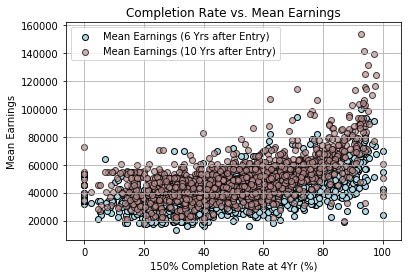 Completion Rate vs. Mean Earnings
Mean Earnings (6 Yrs after Entry)
Mean Earnings (10 Yrs after Entry)
160000
140000
120000
100000
80000
60000
40000
20000
Mean Earnings
0 20 40 60 80 100
150% Completion Rate at 4Yr (%)